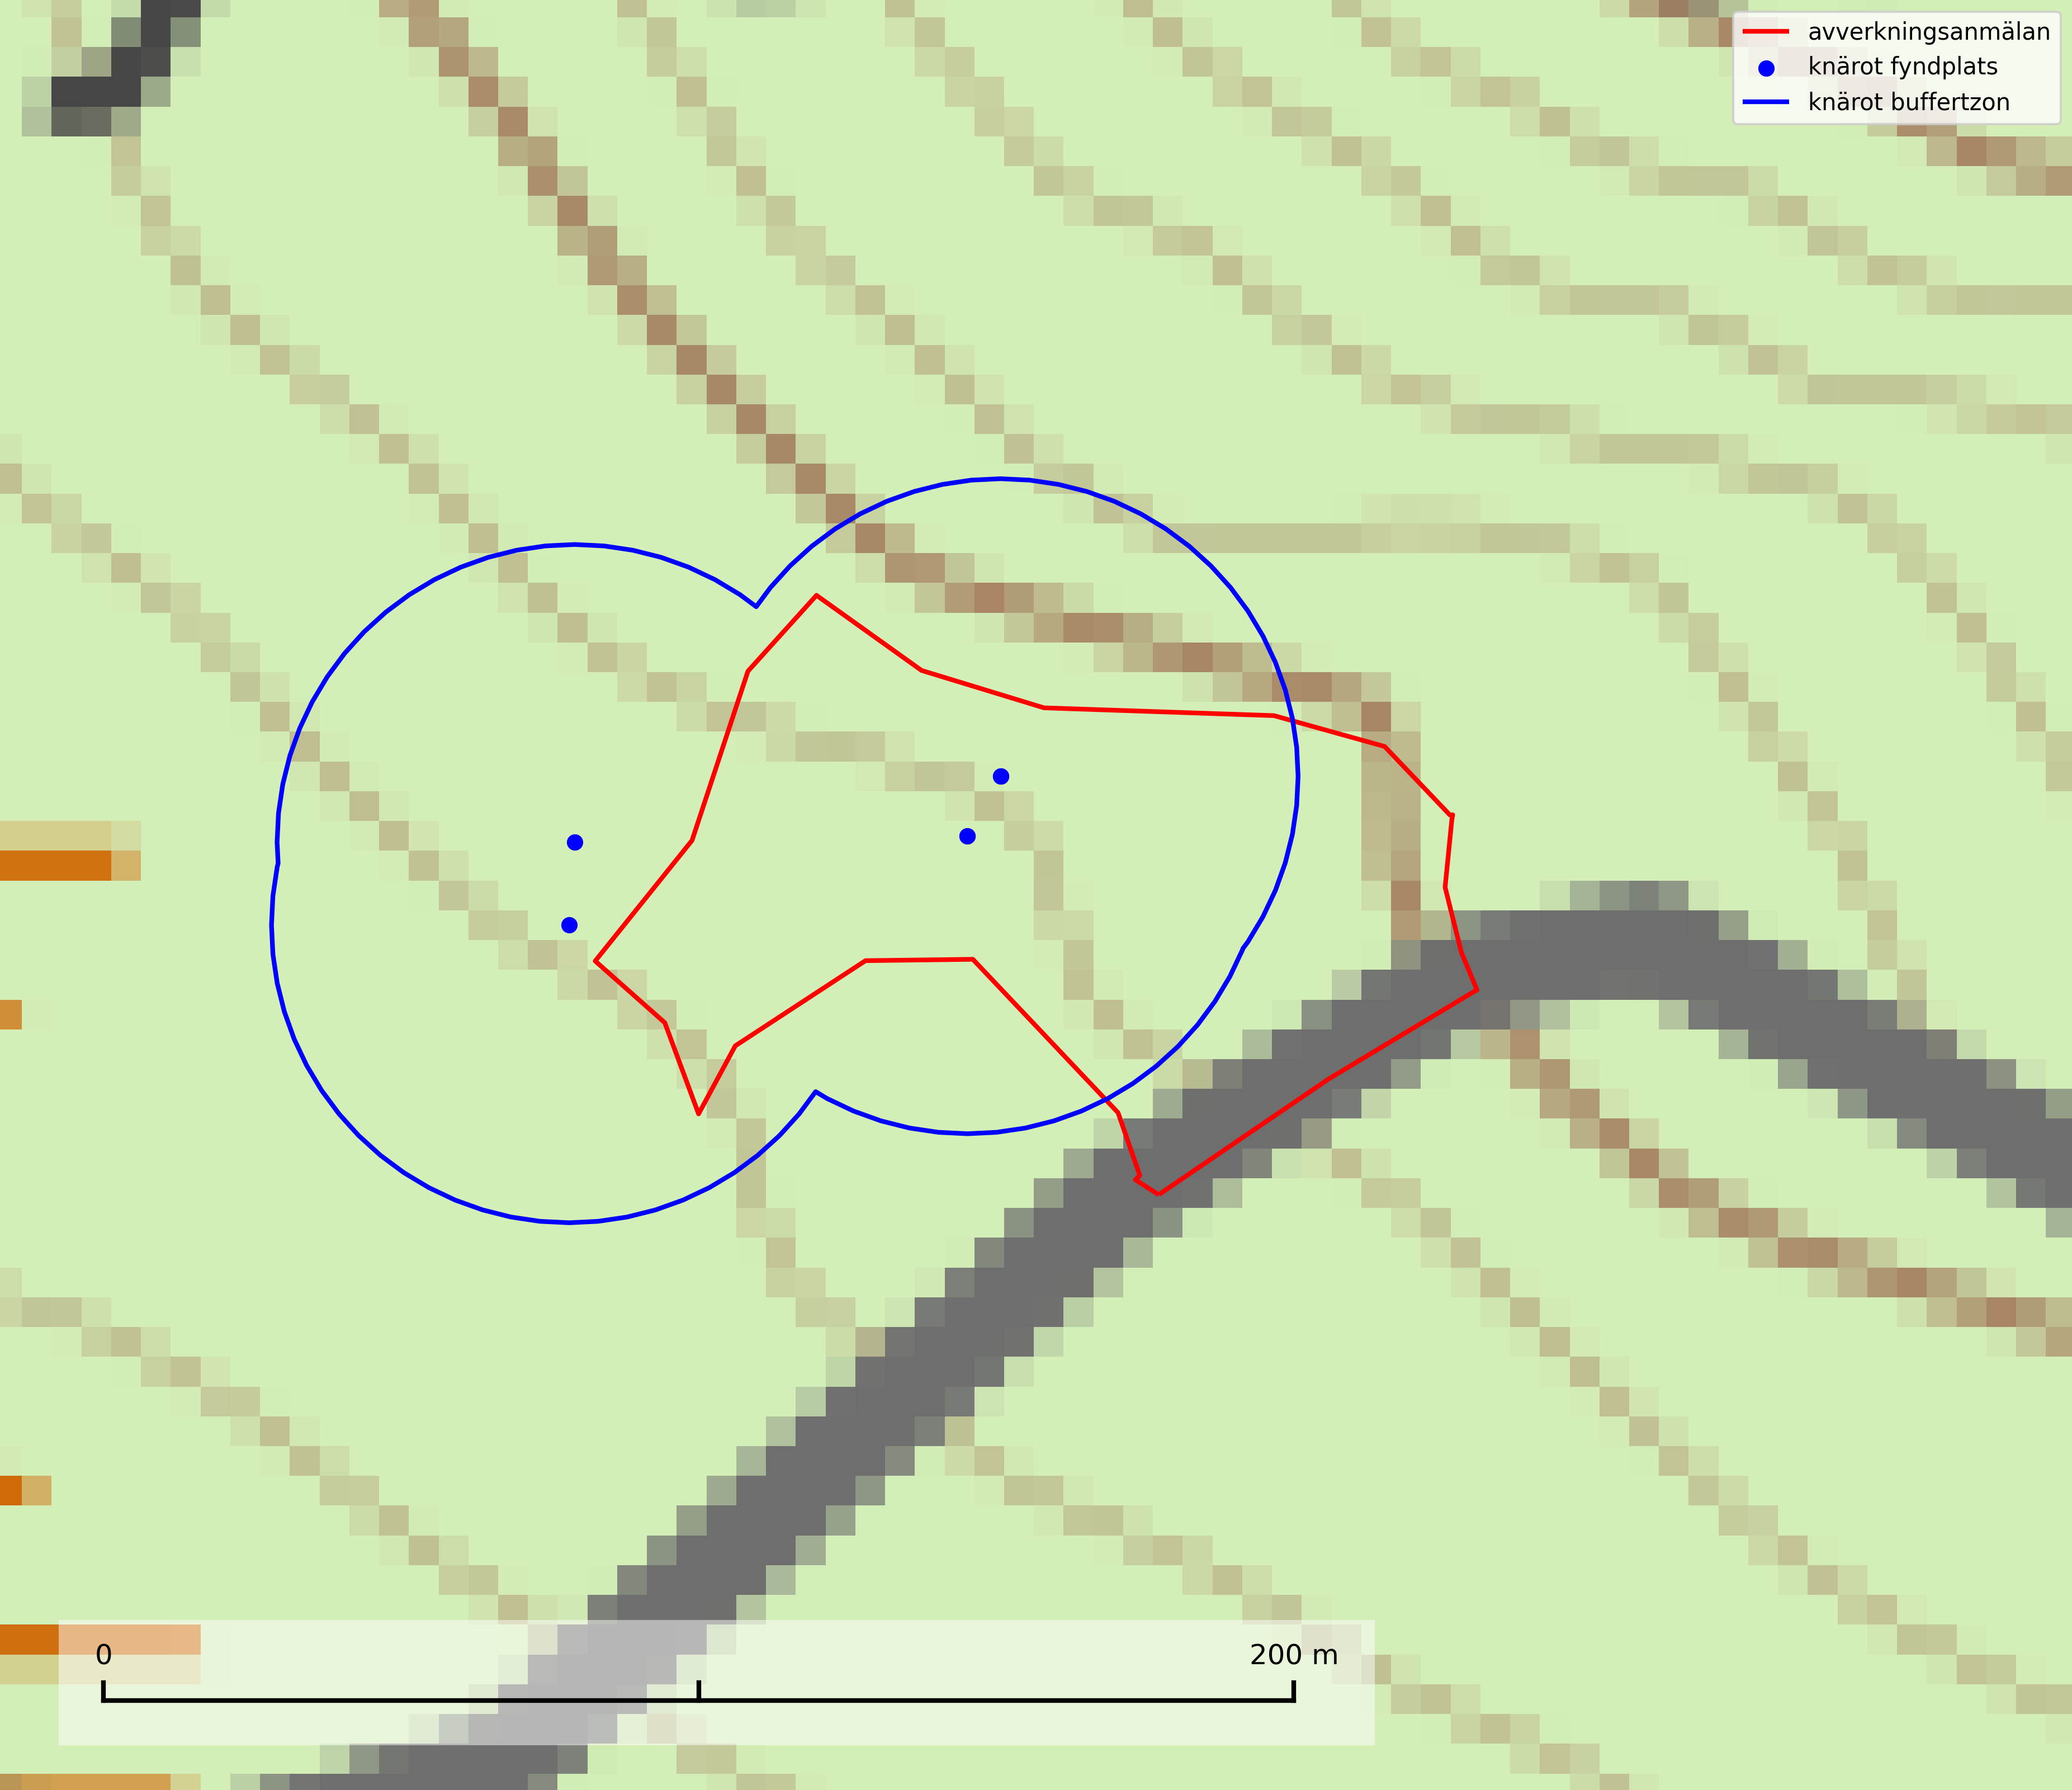 avverkningsanmälan
knärot fyndplats
knärot buffertzon
0 200 m